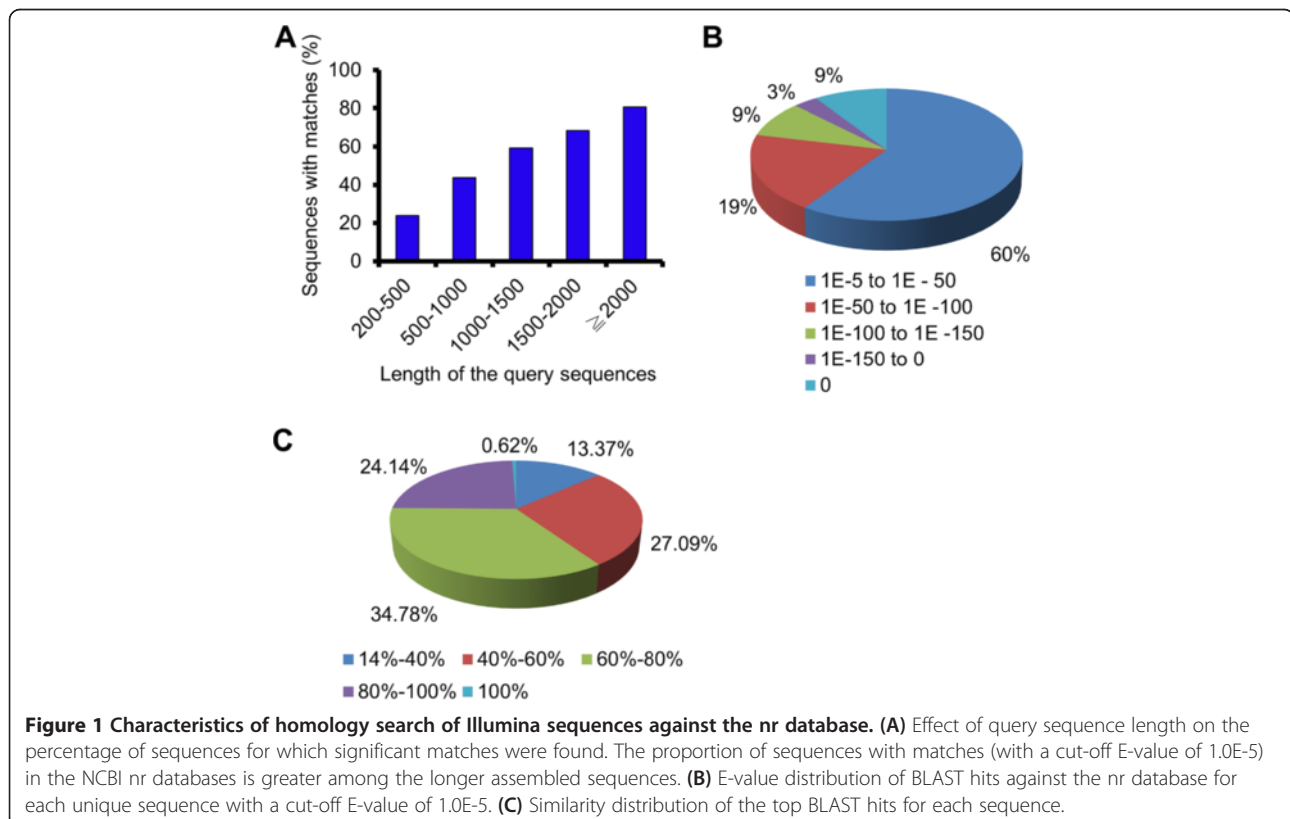 A
Sequences with matches (%)
100
80
60
40
20
0
200-500
500-1000
1000-1500
1500-2000
≥2000
Length of the query sequences
B
9%
3%
9%
19%
60%
1E-5 to 1E - 50
1E-50 to 1E -100
1E-100 to 1E -150
1E-150 to 0
0
C
0.62%
13.37%
24.14%
27.09%
34.78%
14%-40% 40%-60% 60%-80%
80%-100% 100%
Figure 1 Characteristics of homology search of Illumina sequences against the nr database. (A) Effect of query sequence length on the
percentage of sequences for which significant matches were found. The proportion of sequences with matches (with a cut-off E-value of 1.0E-5)
in the NCBI nr databases is greater among the longer assembled sequences. (B) E-value distribution of BLAST hits against the nr database for
each unique sequence with a cut-off E-value of 1.0E-5. (C) Similarity distribution of the top BLAST hits for each sequence.